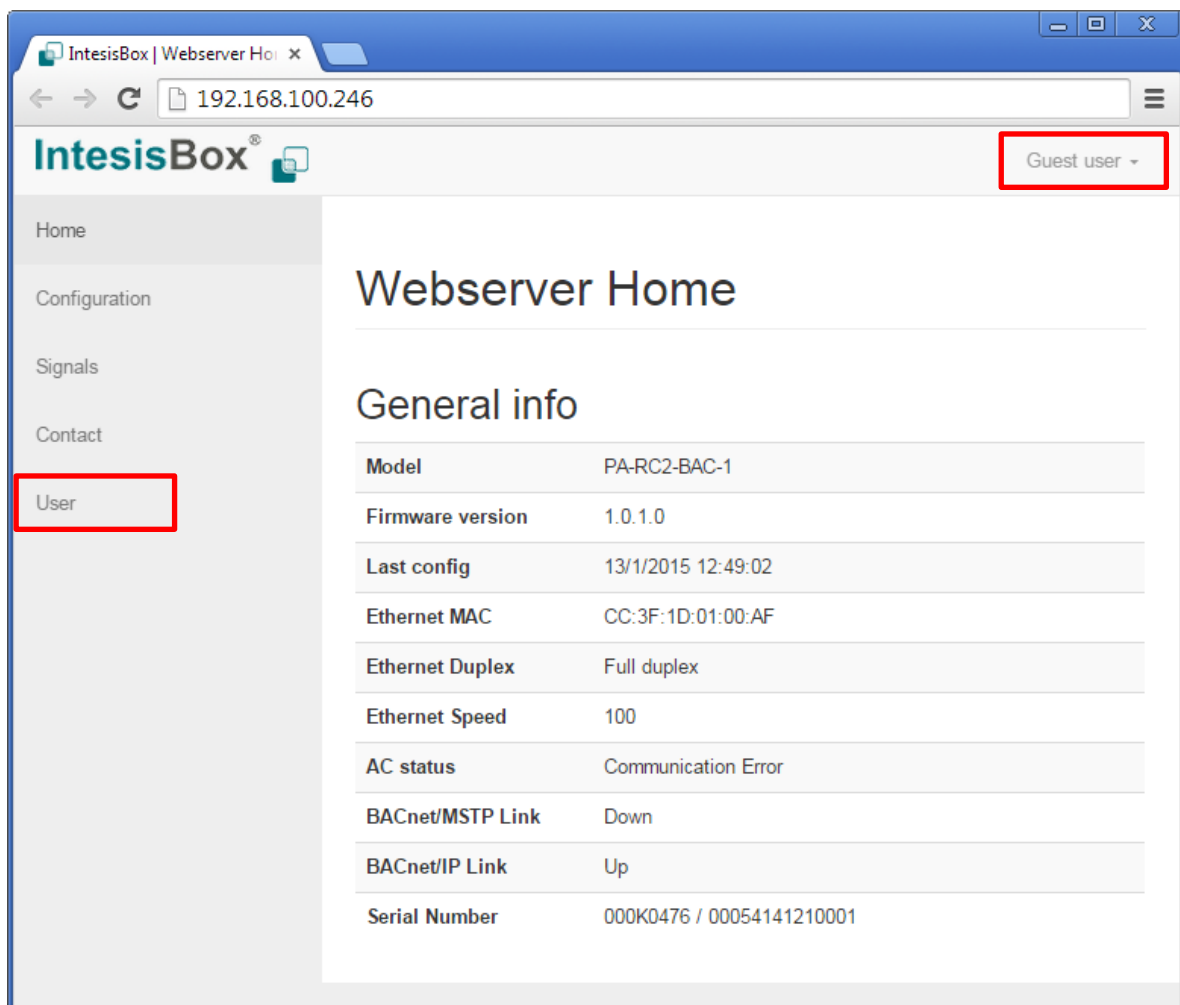 IntesisBox | Webserver Ho
192.168.100.246
IntesisBox®
Guest user
Home
Configuration
Signals
Contact
User
Webserver Home
General info
Model PA-RC2-BAC-1
Firmware version 1.0.1.0
Last config 13/1/2015 12:49:02
Ethernet MAC CC:3F:1D:01:00:AF
Ethernet Duplex Full duplex
Ethernet Speed 100
AC status Communication Error
BACnet/MSTP Link Down
BACnet/IP Link Up
Serial Number 000K0476 / 00054141210001